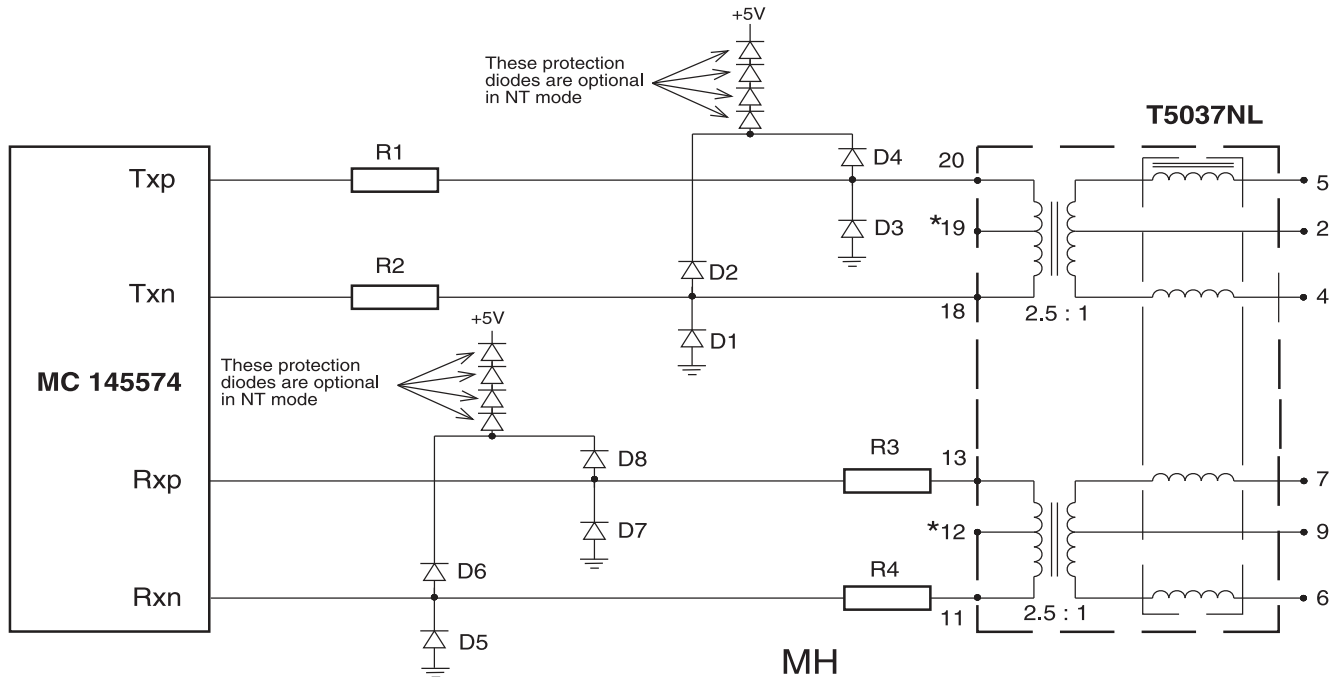 +5V
These protection
diodes are optional
in NT mode
T5037NL
R1
D4
20
Txp
5
*19
2
D3
R2
D2
Txn
18
4
2.5 : 1
D1
+5V
These protection
diodes are optional
in NT mode
MC 145574
R3
13
D8
Rxp
7
D7
*12
9
D6
R4
Rxn
11
6
2.5 : 1
D5
MH